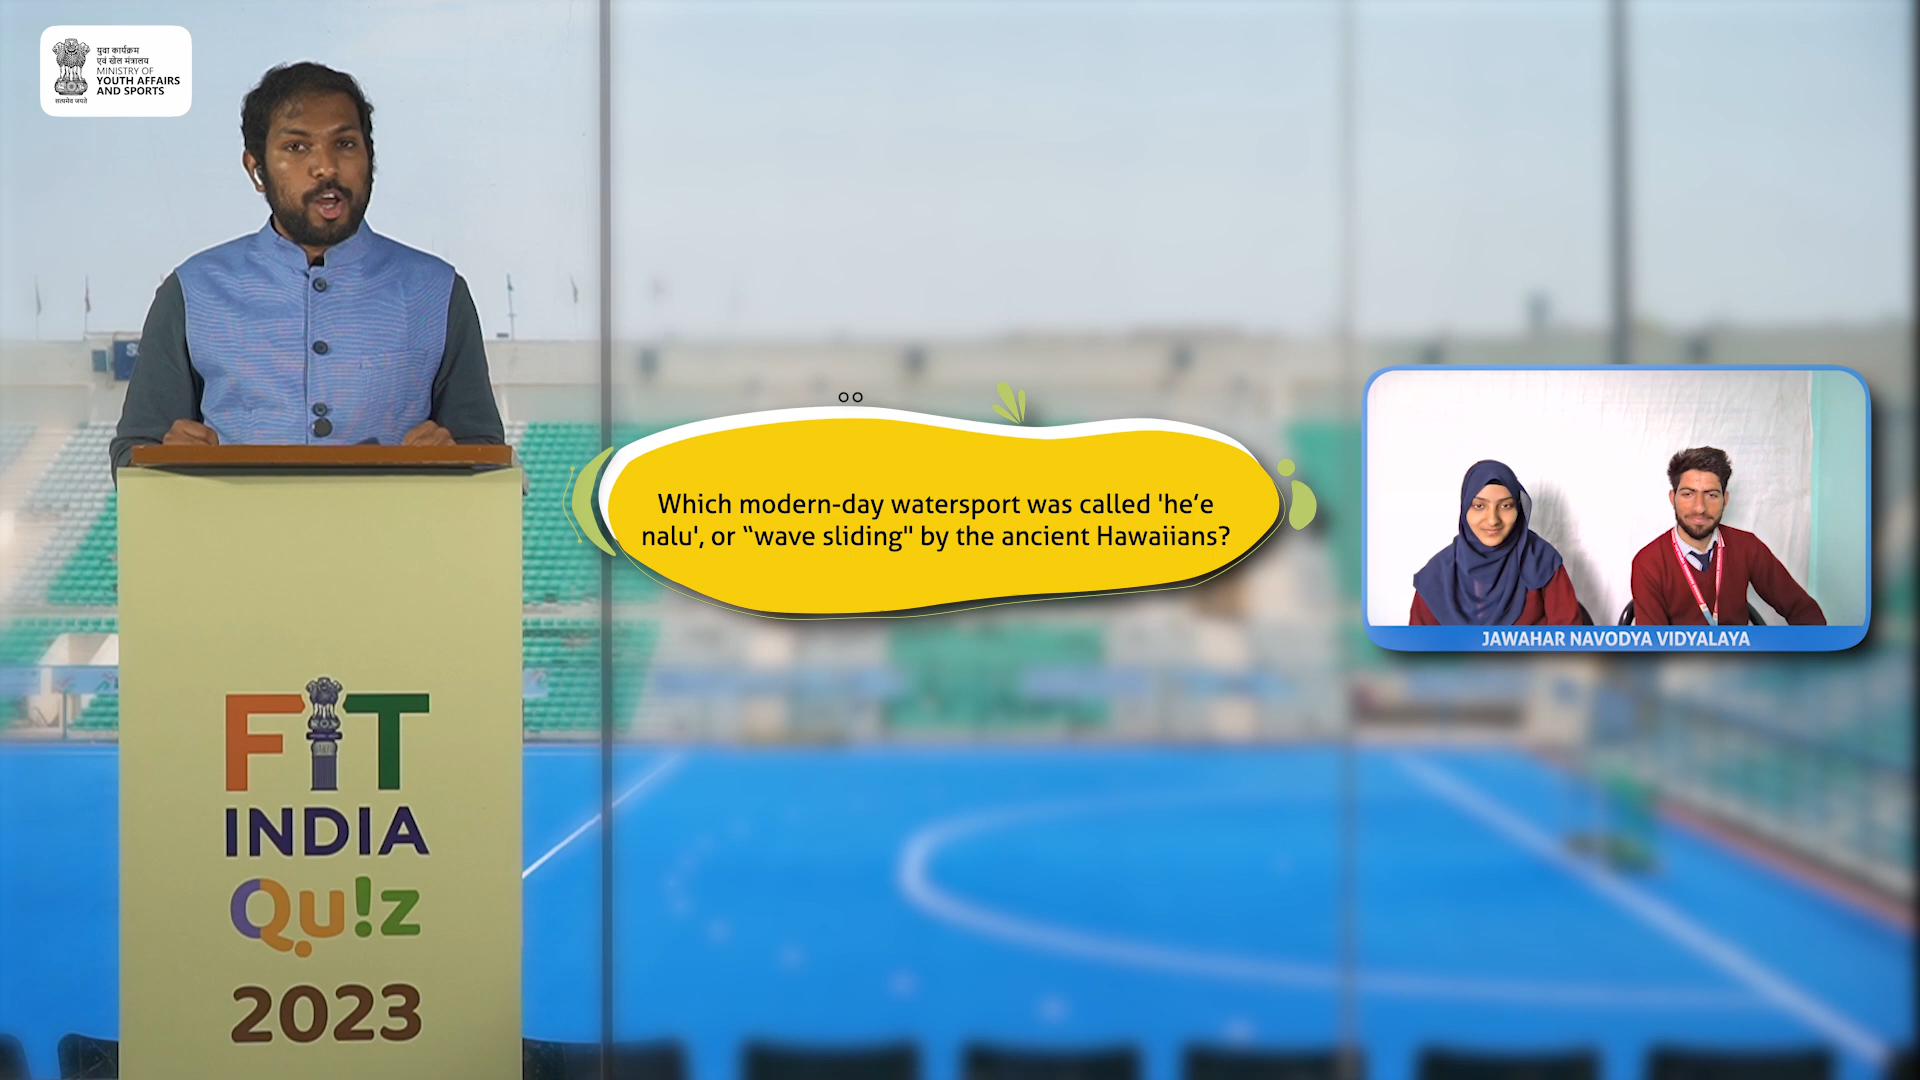 युवा कार्यक्रम
एवं खेल मंत्रालय
MINISTRY OF
YOUTH AFFAIRS
AND SPORTS
सत्यमेव जयते
Which modern-day watersport was called 'he’e
nalu', or “wave sliding" by the ancient Hawaiians?
JAWAHAR NAVODYA VIDYALAYA
FIT
INDIA
Qu!z
2023